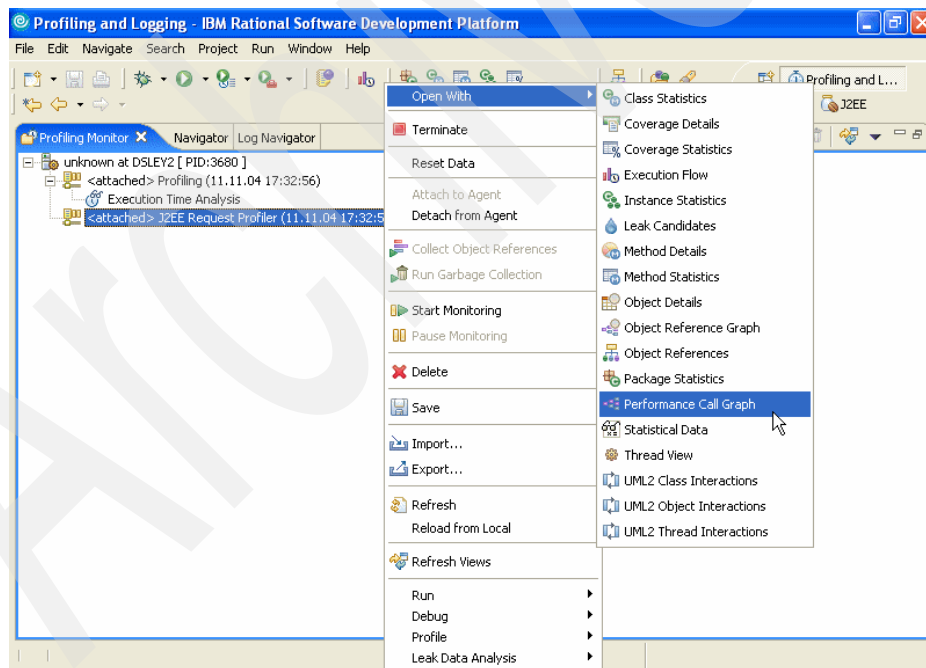 Profiling and Logging - IBM Rational Software Development Platform
File Edit Navigate Search Project Run Window Help
Profiling and L...
J2EE
Profiling Monitor Navigator Log Navigator
unknown at DSLEY2 [ PID:3680 ]
<attached> Profiling (11.11.04 17:32:56)
Execution Time Analysis
<attached> J2EE Request Profiler (11.11.04 17:32:5
Open With
Terminate
Reset Data
Attach to Agent
Detach from Agent
Collect Object References
Run Garbage Collection
Start Monitoring
Pause Monitoring
Delete
Save
Import...
Export...
Refresh
Reload from Local
Refresh Views
Run
Debug
Profile
Leak Data Analysis
Class Statistics
Coverage Details
Coverage Statistics
Execution Flow
Instance Statistics
Leak Candidates
Method Details
Method Statistics
Object Details
Object Reference Graph
Object References
Package Statistics
Performance Call Graph
Statistical Data
Thread View
UML2 Class Interactions
UML2 Object Interactions
UML2 Thread Interactions